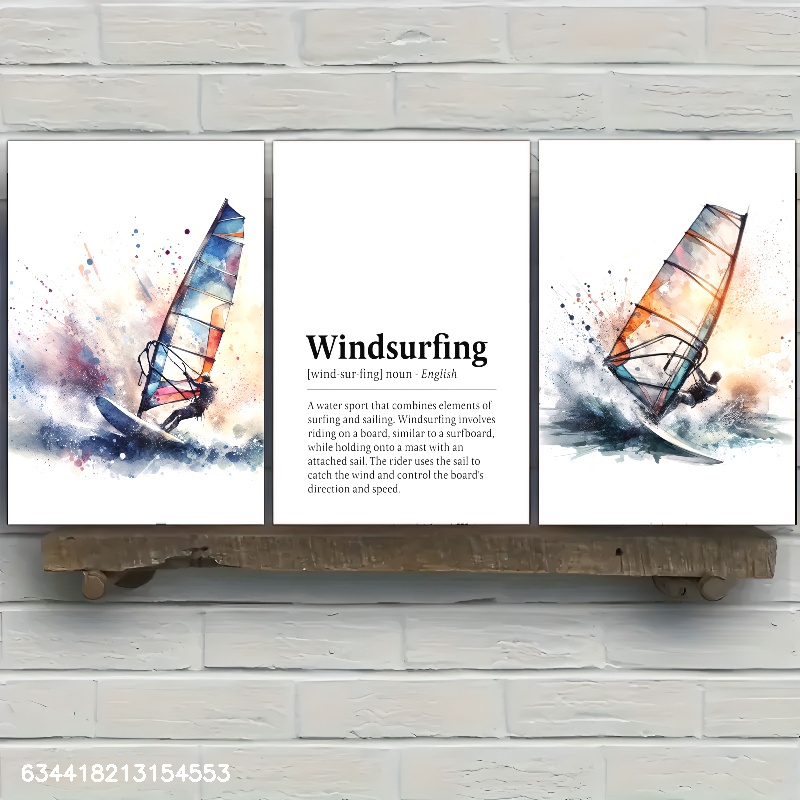 Windsurfing
[wind-sur-fing] noun - English
A water sport that combines elements of
surfing and sailing. Windsurfing involves
riding on a board, similar to a surfboard,
while holding onto a mast with an
attached sail. The rider uses the sail to
catch the wind and control the board's
direction and speed.
634418213154553